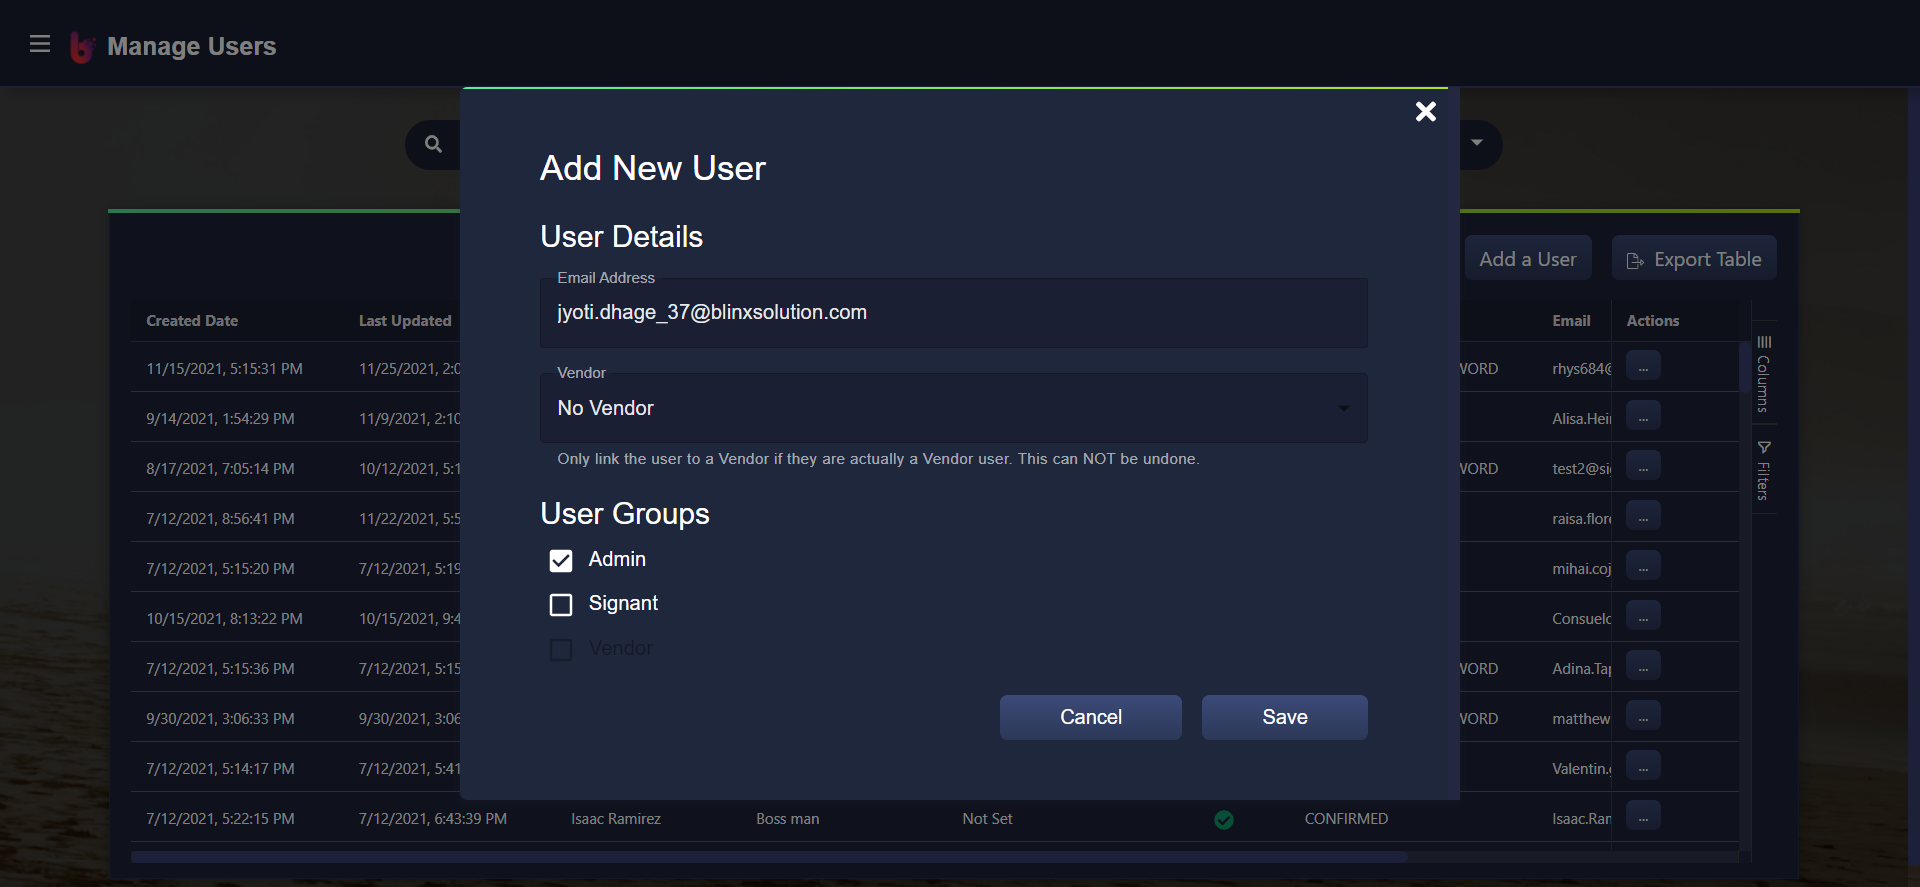 Manage Users
Add New User
User Details
Email Address
jyoti.dhage_37@blinxsolution.com
Vendor
No Vendor
Only link the user to a Vendor if they are actually a Vendor user. This can NOT be undone.
User Groups
Admin
Signant
Vendor
Cancel Save
Add a User Export Table
Created Date Last Updated Email Actions
11/15/2021, 5:15:31 PM 11/25/2021, 2:0 WORD rhys684@ ...
9/14/2021, 1:54:29 PM 11/9/2021, 2:10 Alisa.Hei ...
8/17/2021, 7:05:14 PM 10/12/2021, 5:1 WORD test2@si ...
7/12/2021, 8:56:41 PM 11/22/2021, 5:5 raisa.flor ...
7/12/2021, 5:15:20 PM 7/12/2021, 5:19 mihai.coj ...
10/15/2021, 8:13:22 PM 10/15/2021, 9:4 Consuelo ...
7/12/2021, 5:15:36 PM 7/12/2021, 5:15 WORD Adina.Ta ...
9/30/2021, 3:06:33 PM 9/30/2021, 3:06 WORD matthew ...
7/12/2021, 5:14:17 PM 7/12/2021, 5:41 Valentin. ...
7/12/2021, 5:22:15 PM 7/12/2021, 6:43:39 PM Isaac Ramirez Boss man Not Set CONFIRMED Isaac.Ram ...
Columns
Filters